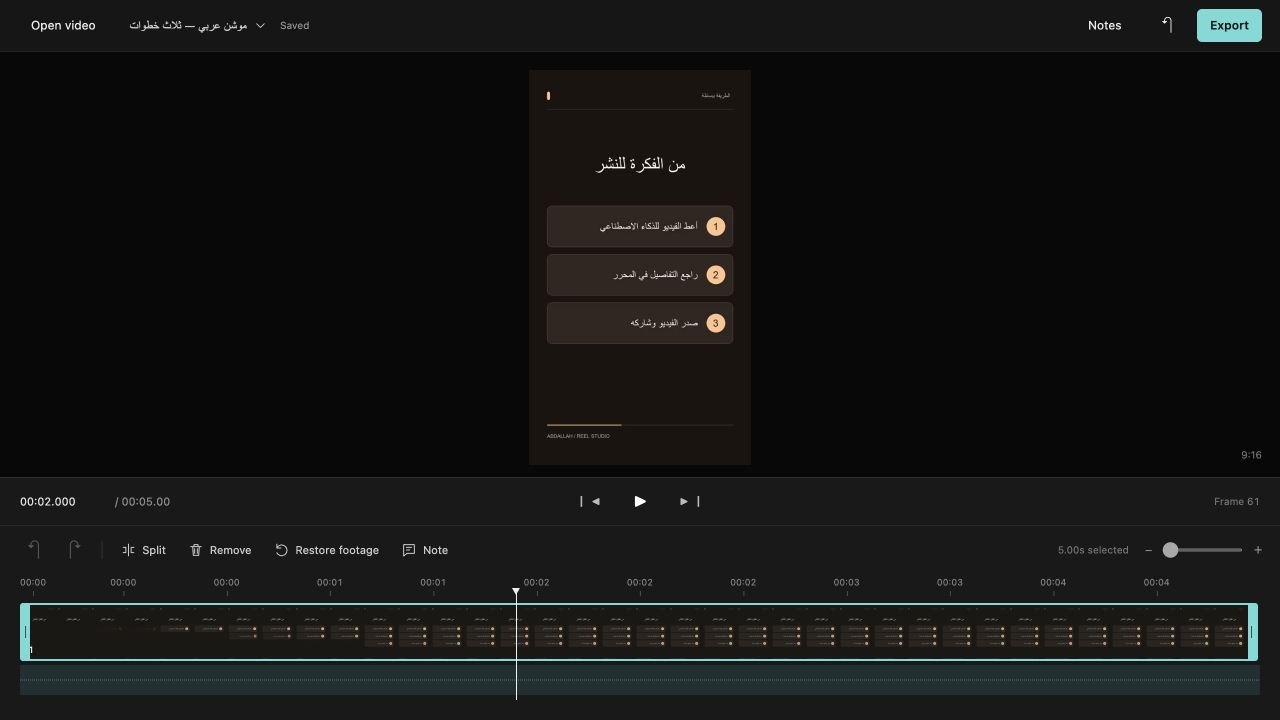 Open video
موشن عربي — ثلاث خطوات
Saved
Notes
Export
الطريقة ببساطة
من الفكرة للنشر
1 أعط الفيديو للذكاء الاصطناعي
2 راجع التفاصيل في المحرر
3 صدر الفيديو وشاركه
ABDALLAH / REEL STUDIO
9:16
00:02.000 / 00:05.00
Frame 61
Split
Remove
Restore footage
Note
5.00s selected
00:00 00:00 00:00 00:01 00:01 00:02 00:02 00:02 00:03 00:03 00:04 00:04
1